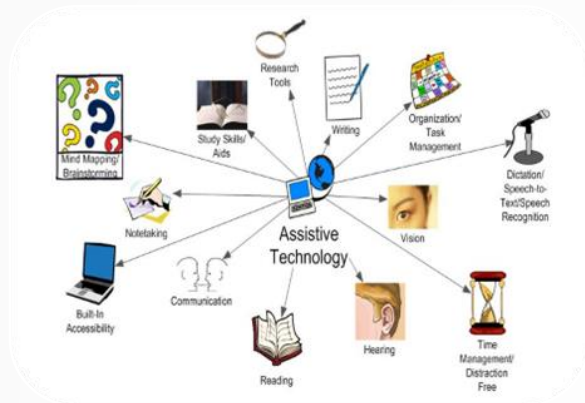 Research
Tools
Writing
Organization/
Task
Management
Study Skills/
Aids
Mind Mapping/
Brainstorming
Dictation/
Speech-to-
Text/Speech
Recognition
Notetaking
Vision
Assistive
Technology
Communication
Built-In
Accessibility
Hearing
Time
Management/
Distraction
Free
Reading